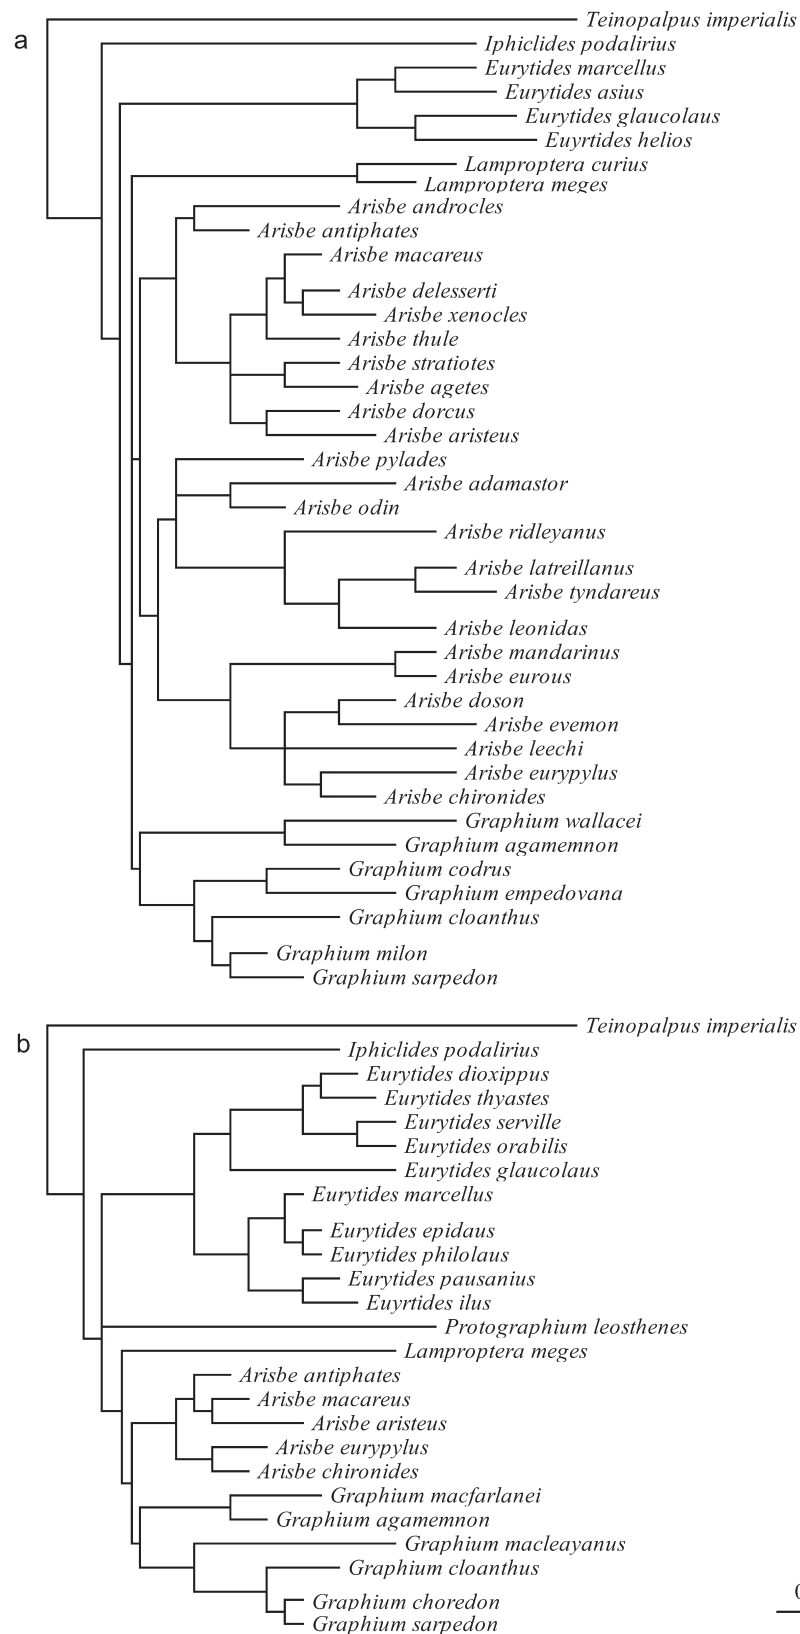 Teinopalpus imperialis
a
Iphiclides podalirius
Eurytides marcellus
Eurytides asius
Eurytides glaucolaus
Euyrtides helios
Lamproptera curius
Lamproptera meges
Arisbe androcles
Arisbe antiphates
Arisbe macareus
Arisbe delesserti
Arisbe xenocles
Arisbe thule
Arisbe stratiotes
Arisbe agetes
Arisbe dorcus
Arisbe aristeus
Arisbe pylades
Arisbe adamastor
Arisbe odin
Arisbe ridleyanus
Arisbe latreillanus
Arisbe tyndareus
Arisbe leonidas
Arisbe mandarinus
Arisbe eurous
Arisbe doson
Arisbe evemon
Arisbe leechi
Arisbe eurypylus
Arisbe chironides
Graphium wallacei
Graphium agamemnon
Graphium codrus
Graphium empedovana
Graphium cloanthus
Graphium milon
Graphium sarpedon
Teinopalpus imperialis
b
Iphiclides podalirius
Eurytides dioxippus
Eurytides thyastes
Eurytides serville
Eurytides orabilis
Eurytides glaucolaus
Eurytides marcellus
Eurytides epidaus
Eurytides philolaus
Eurytides pausanius
Euyrtides ilus
Protographium leosthenes
Lamproptera meges
Arisbe antiphates
Arisbe macareus
Arisbe aristeus
Arisbe eurypylus
Arisbe chironides
Graphium macfarlanei
Graphium agamemnon
Graphium macleayanus
Graphium cloanthus
Graphium choredon
Graphium sarpedon